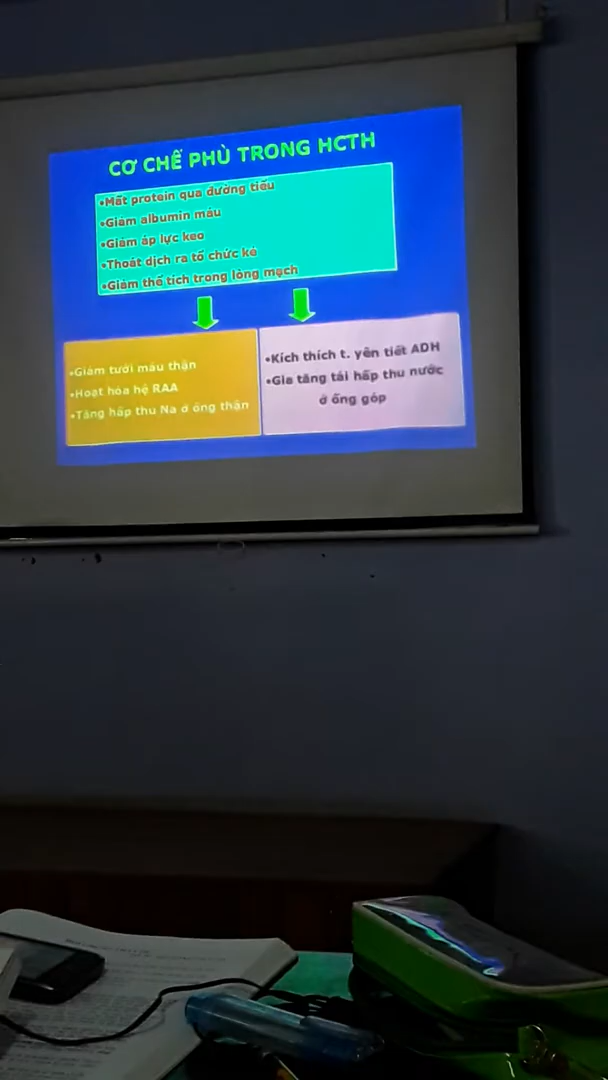 CƠ CHẾ PHÙ TRONG HCTH
•Mất protein qua đường tiểu
•Giảm albumin máu
•Giảm áp lực keo
•Thoát dịch ra tổ chức kẻ
•Giảm thể tích trong lòng mạch
•Giảm tưới máu thận
•Hoạt hóa hệ RAA
•Tăng hấp thu Na ở ống thận
•Kích thích t. yên tiết ADH
•Gia tăng tái hấp thu nước
ở ống góp